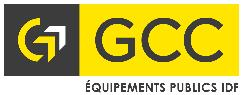 GCC
ÉQUIPEMENTS PUBLICS IDF